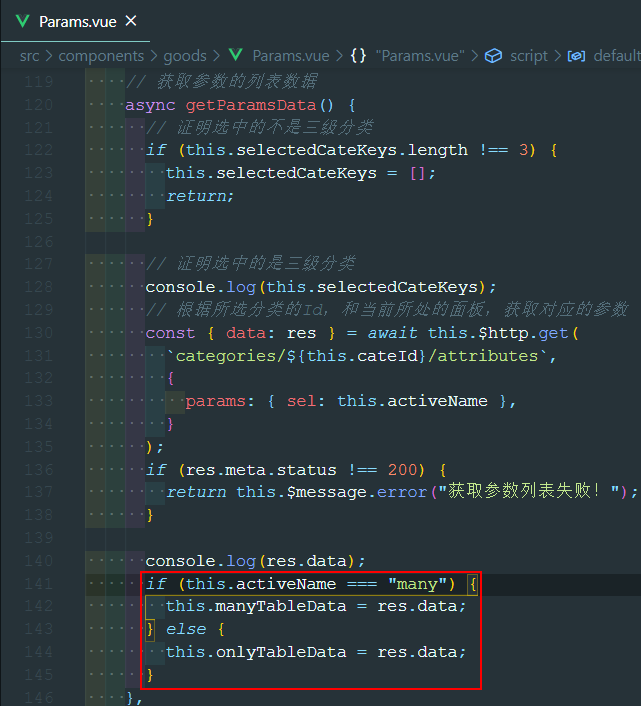 Params.vue ×
src > components > goods > Params.vue > {} "Params.vue" > script > default
119 // 获取参数的列表数据
120 async getParamsData() {
121 // 证明选中的不是三级分类
122 if (this.selectedCateKeys.length !== 3) {
123 this.selectedCateKeys = [];
124 return;
125 }
126
127 // 证明选中的是三级分类
128 console.log(this.selectedCateKeys);
129 // 根据所选分类的Id，和当前所处的面板，获取对应的参数
130 const { data: res } = await this.$http.get(
131 `categories/${this.cateId}/attributes`,
132 {
133 params: { sel: this.activeName },
134 }
135 );
136 if (res.meta.status !== 200) {
137 return this.$message.error("获取参数列表失败！");
138 }
139
140 console.log(res.data);
141 if (this.activeName === "many") {
142 this.manyTableData = res.data;
143 } else {
144 this.onlyTableData = res.data;
145 }
146 },